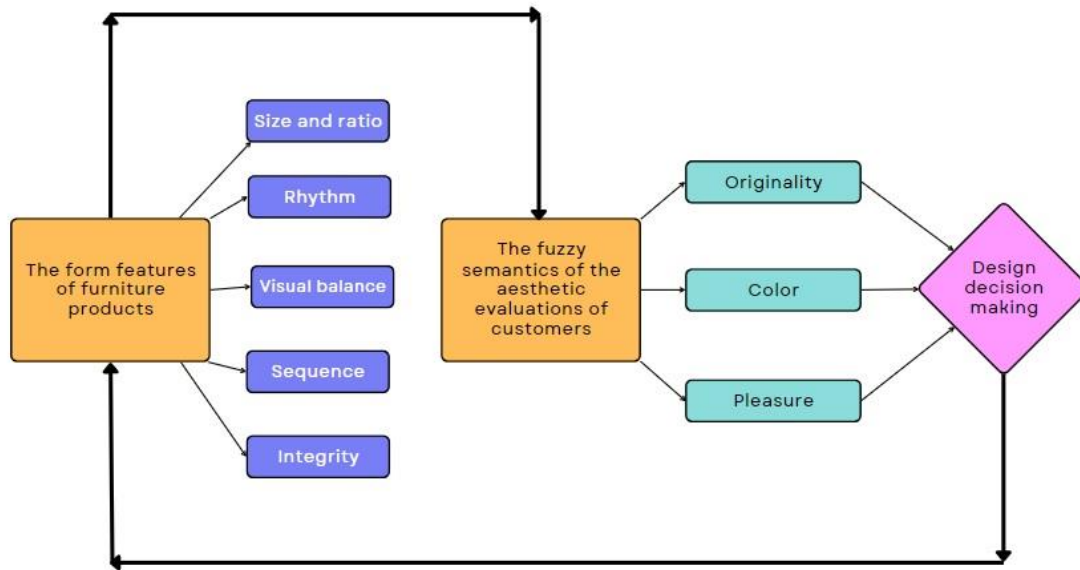 Size and ratio
Rhythm
The form features
of furniture
products
Visual balance
Sequence
Integrity
The fuzzy
semantics of the
aesthetic
evaluations of
customers
Originality
Color
Pleasure
Design
decision
making